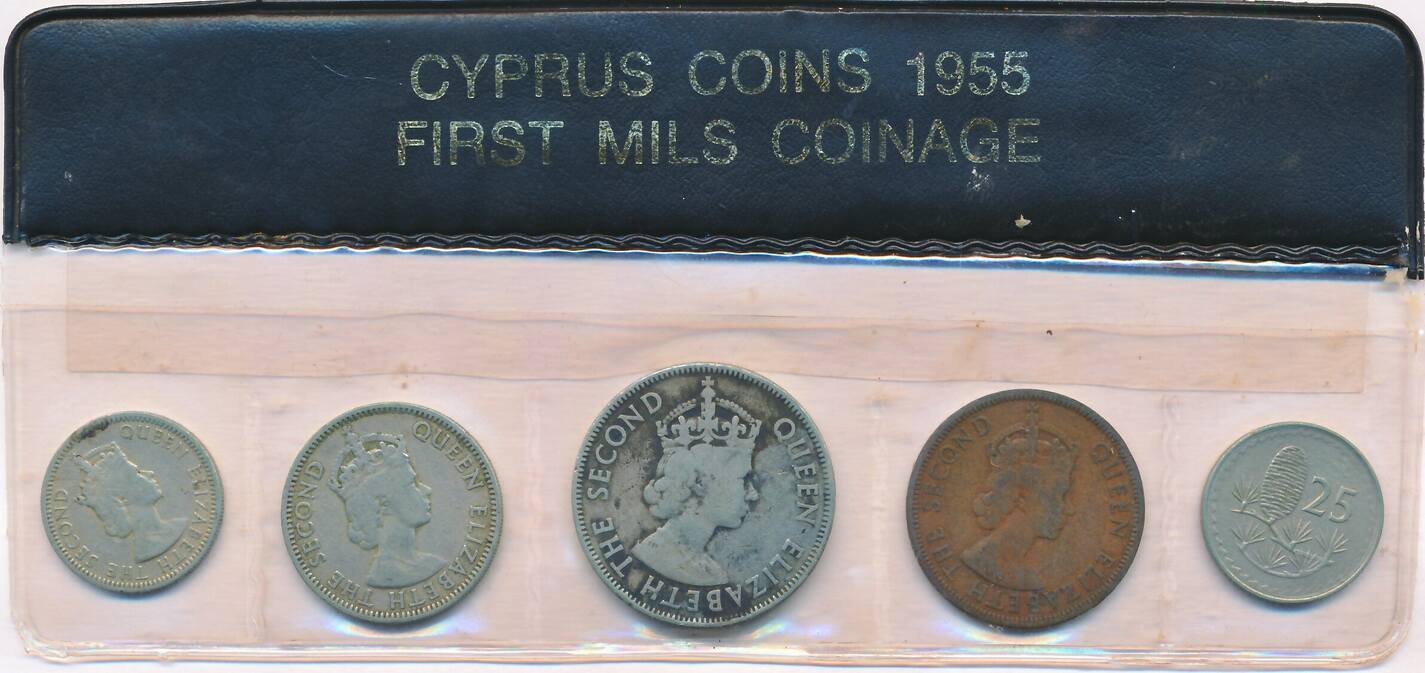 CYPRUS COINS 1955
FIRST MILS COINAGE
QUEEN ELIZABETH THE SECOND
QUEEN ELIZABETH THE SECOND
QUEEN ELIZABETH THE SECOND
QUEEN ELIZABETH THE SECOND
25